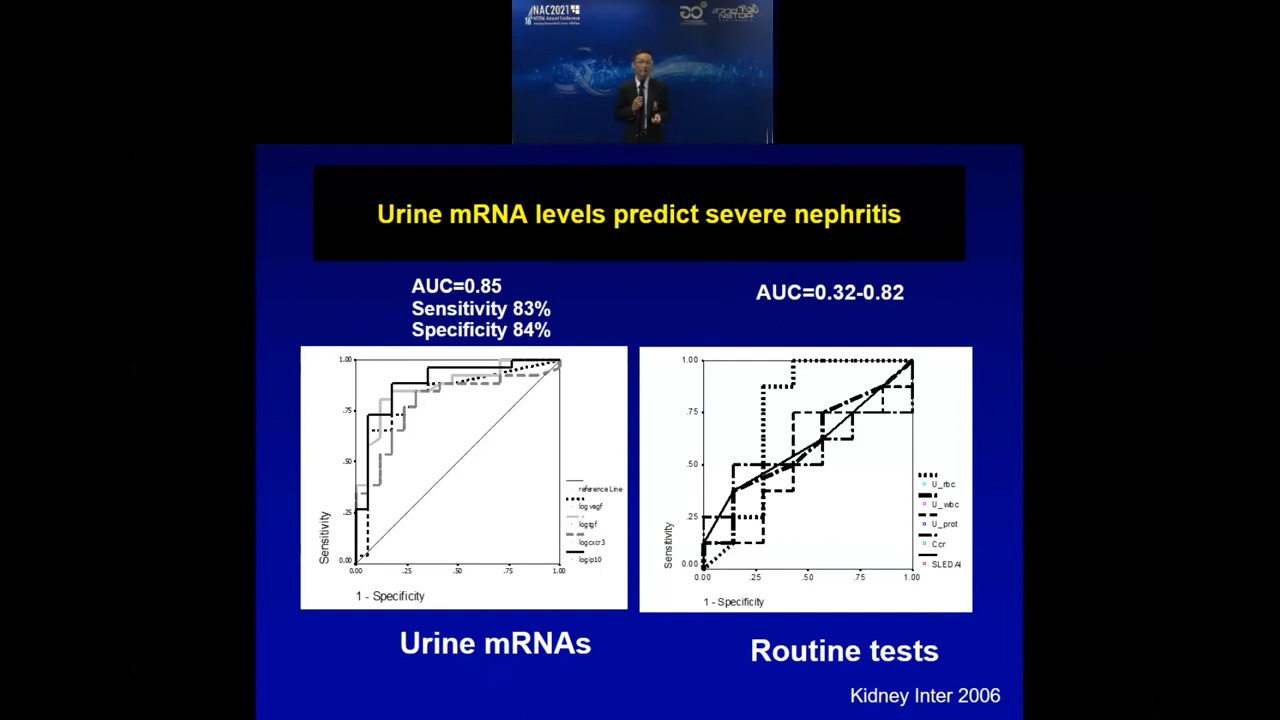 NAC2021
Urine mRNA levels predict severe nephritis
AUC=0.85
Sensitivity 83%
Specificity 84%
AUC=0.32-0.82
1.00
.75
.50
.25
0.00
0.00
.25
.50
.75
1.00
Sensitivity
1 - Specificity
reference Line
logvegf
logtgf
logcxcr3
logip10
1.00
.75
.50
.25
0.00
0.00
.25
.50
.75
1.00
Sensitivity
1 - Specificity
U_rbc
U_wbc
U_prot
Ccr
SLEDAI
Urine mRNAs
Routine tests
Kidney Inter 2006